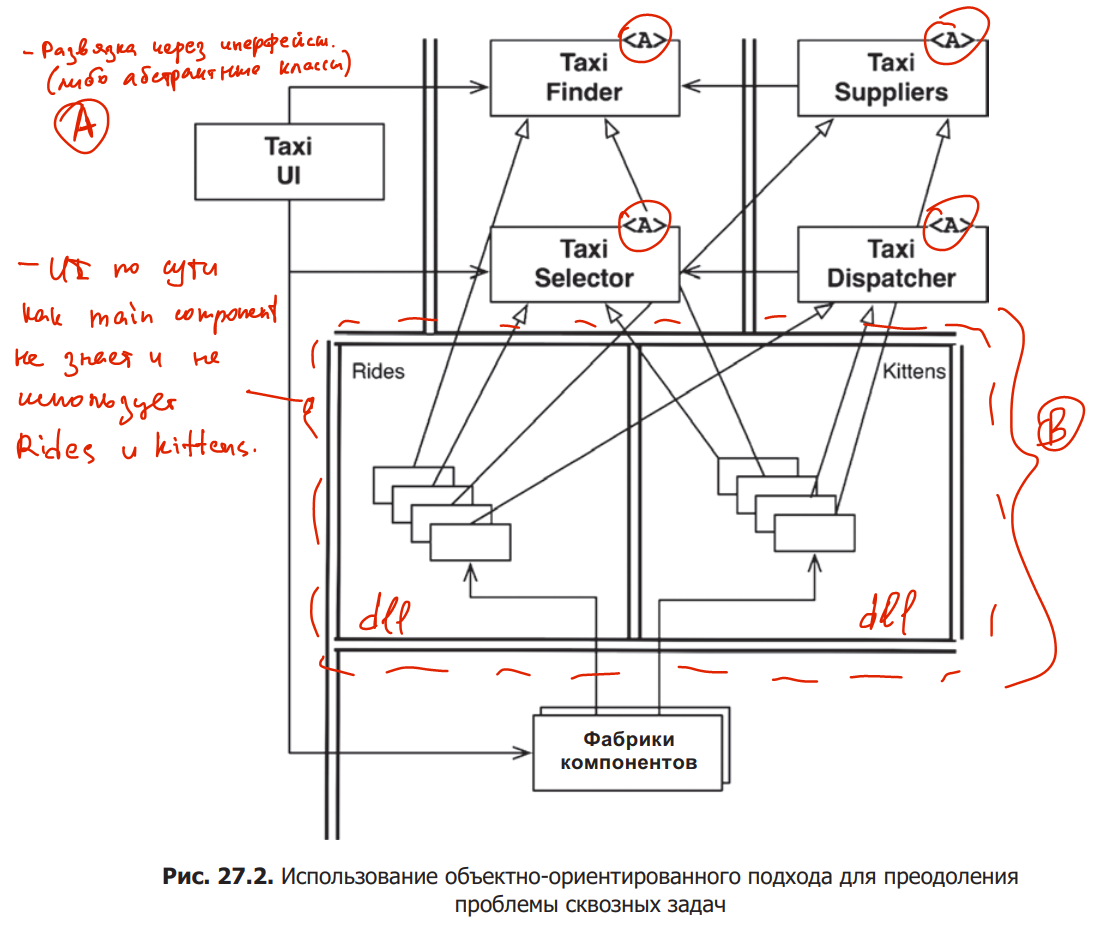 - Развязка через интерфейсы.
(либо абстрактные классы)
A
<A>
Taxi
Finder
<A>
Taxi
Suppliers
Taxi
UI
<A>
Taxi
Selector
<A>
Taxi
Dispatcher
- UI по сути
как main component
не знает и не
использует
Rides и kittens.
Rides
Kittens
B
dll
dll
Фабрики
компонентов
Рис. 27.2. Использование объектно-ориентированного подхода для преодоления
проблемы сквозных задач